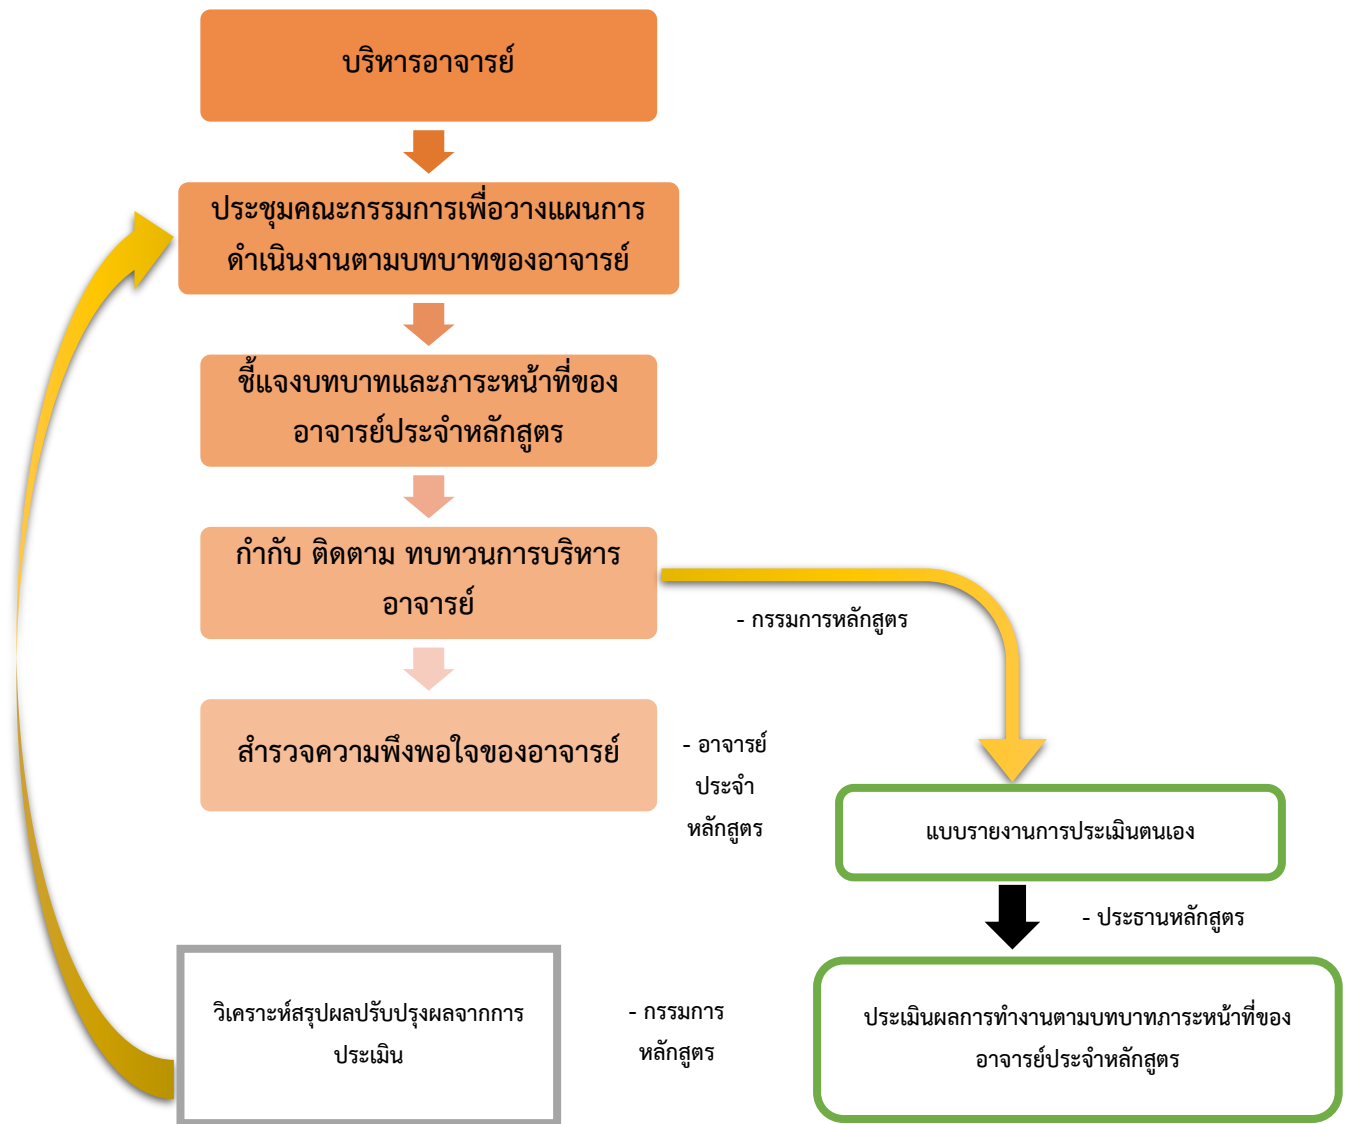 บริหารอาจารย์
ประชุมคณะกรรมการเพื่อวางแผนการ
ดำเนินงานตามบทบาทของอาจารย์
ชี้แจงบทบาทและภาระหน้าที่ของ
อาจารย์ประจำหลักสูตร
กำกับ ติดตาม ทบทวนการบริหาร
อาจารย์
- กรรมการหลักสูตร
สำรวจความพึงพอใจของอาจารย์
- อาจารย์
ประจำ
หลักสูตร
แบบรายงานการประเมินตนเอง
- ประธานหลักสูตร
วิเคราะห์สรุปผลปรับปรุงผลจากการ
ประเมิน
- กรรมการ
หลักสูตร
ประเมินผลการทำงานตามบทบาทภาระหน้าที่ของ
อาจารย์ประจำหลักสูตร